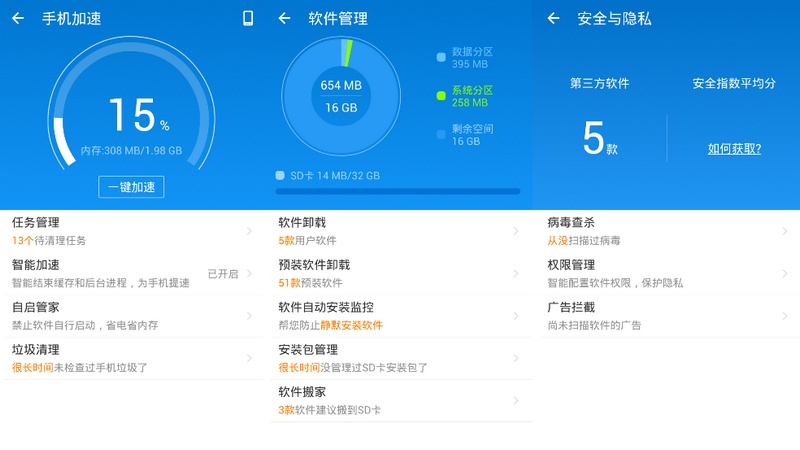 手机加速
15%
内存:308 MB/1.98 GB
一键加速
任务管理
13个待清理任务
智能加速
智能结束缓存和后台进程，为手机提速
已开启
自启管家
禁止软件自行启动，省电省内存
垃圾清理
很长时间未检查过手机垃圾了
软件管理
654 MB
16 GB
数据分区
395 MB
系统分区
258 MB
剩余空间
16 GB
SD卡 14 MB/32 GB
软件卸载
5款用户软件
预装软件卸载
51款预装软件
软件自动安装监控
帮您防止静默安装软件
安装包管理
很长时间没管理过SD卡安装包了
软件搬家
3款软件建议搬到SD卡
安全与隐私
第三方软件
5款
安全指数平均分
如何获取?
病毒查杀
从没扫描过病毒
权限管理
智能配置软件权限，保护隐私
广告拦截
尚未扫描软件的广告